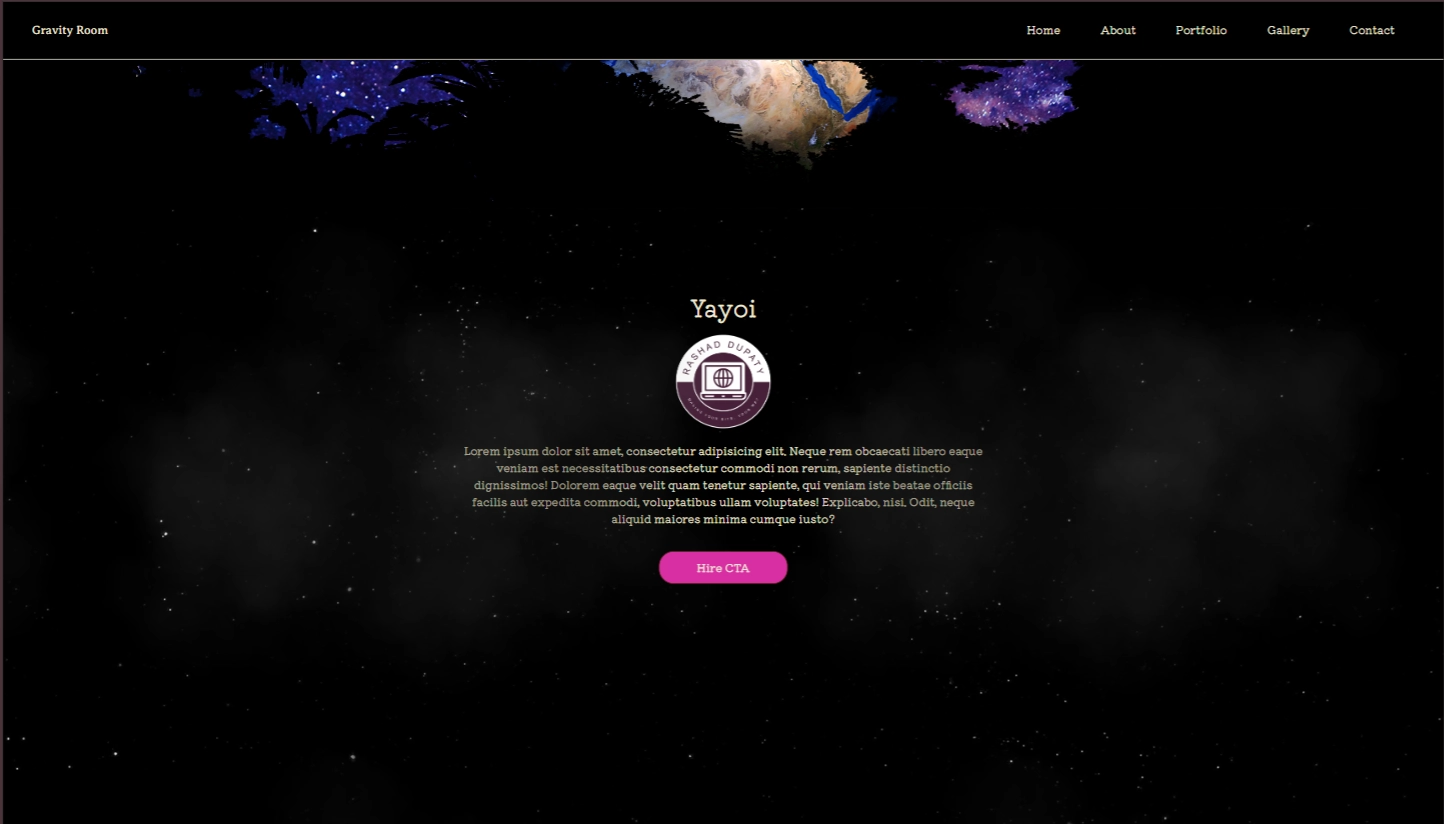 Gravity Room
Home
About
Portfolio
Gallery
Contact
Yayoi
RASHAD DUPATY
Lorem ipsum dolor sit amet, consectetur adipisicing elit. Neque rem obcaecati libero eaque
veniam est necessitatibus consectetur commodi non rerum, sapiente distinctio
dignissimos! Dolorem eaque velit quam tenetur sapiente, qui veniam iste beatae officiis
facilis aut expedita commodi, voluptatibus ullam voluptates! Explicabo, nisi. Odit, neque
aliquid maiores minima cumque iusto?
Hire CTA